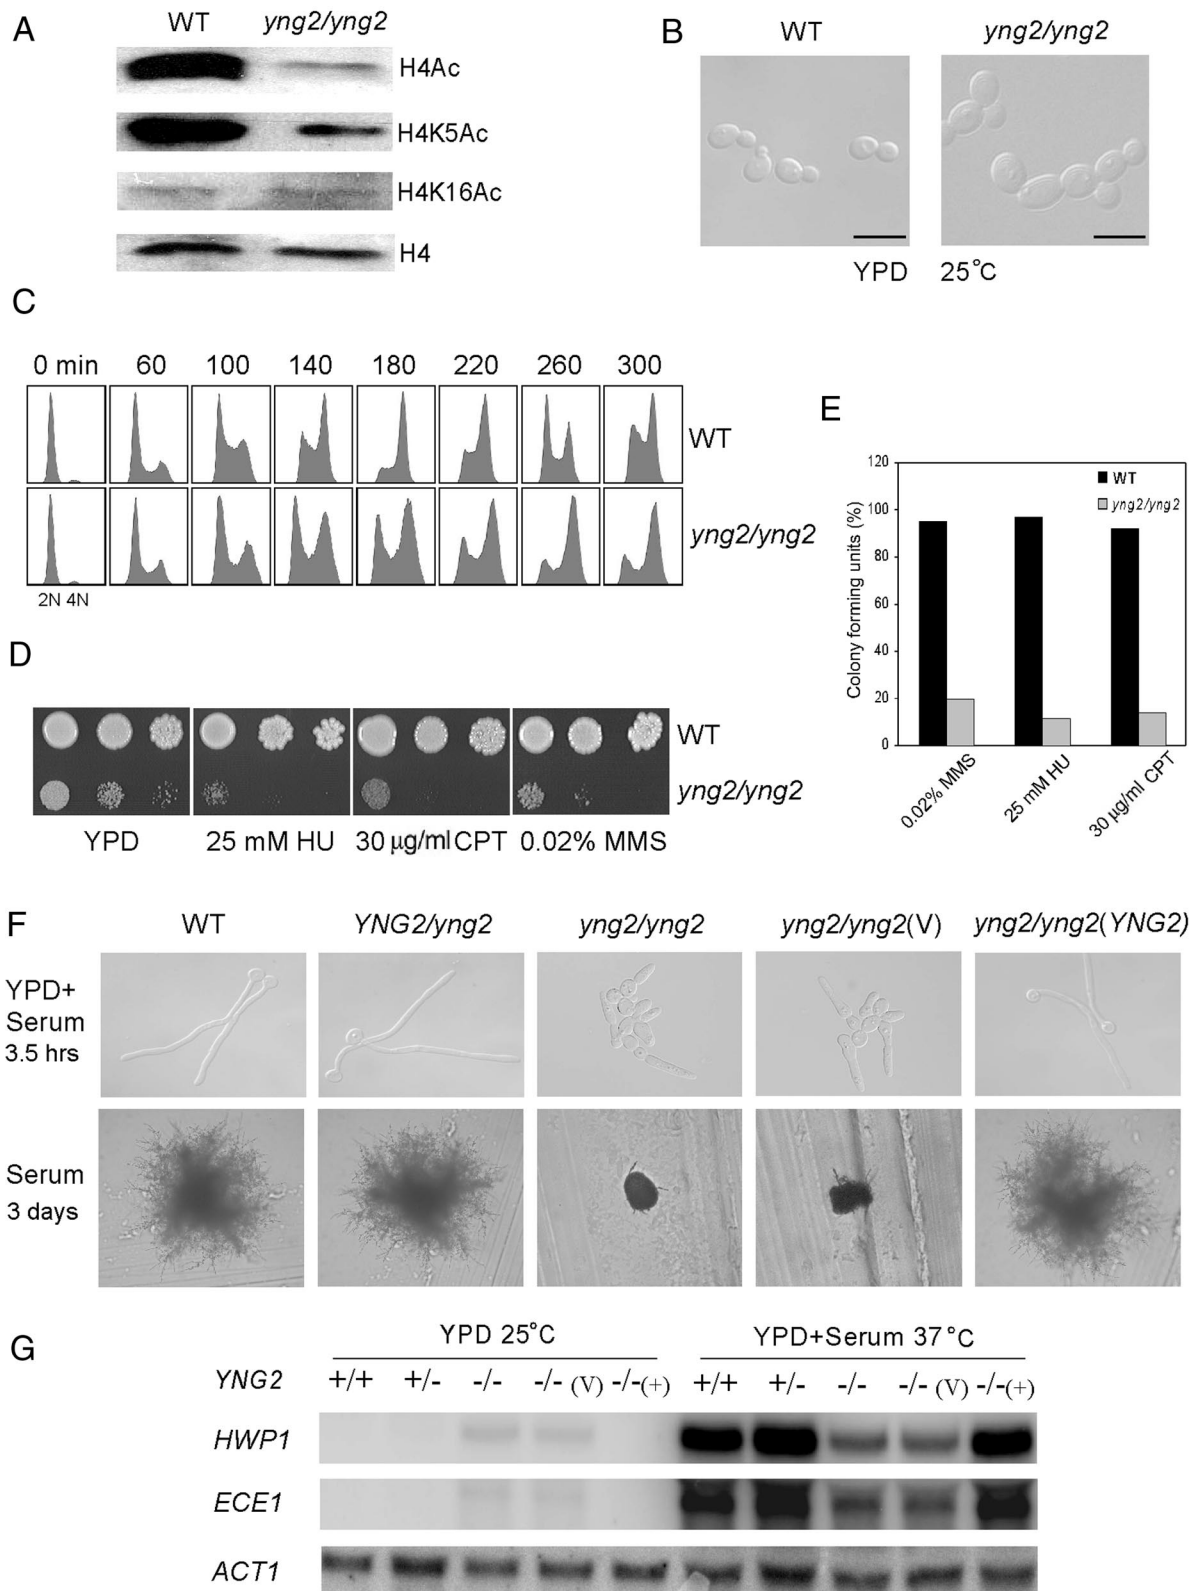 A
WT yng2/yng2
H4Ac
H4K5Ac
H4K16Ac
H4
B
WT yng2/yng2
YPD 25°C
C
0 min 60 100 140 180 220 260 300
WT
yng2/yng2
2N 4N
D
WT
yng2/yng2
YPD 25 mM HU 30 µg/ml CPT 0.02% MMS
E
120
100
80
60
40
20
0
Colony forming units (%)
WT
yng2/yng2
0.02% MMS
25 mM HU
30 µg/ml CPT
F
WT YNG2/yng2 yng2/yng2 yng2/yng2(V) yng2/yng2(YNG2)
YPD+
Serum
3.5 hrs
Serum
3 days
G
YPD 25°C YPD+Serum 37°C
YNG2 +/+ +/- -/- -/- (V) -/-(+) +/+ +/- -/- -/- (V) -/-(+)
HWP1
ECE1
ACT1